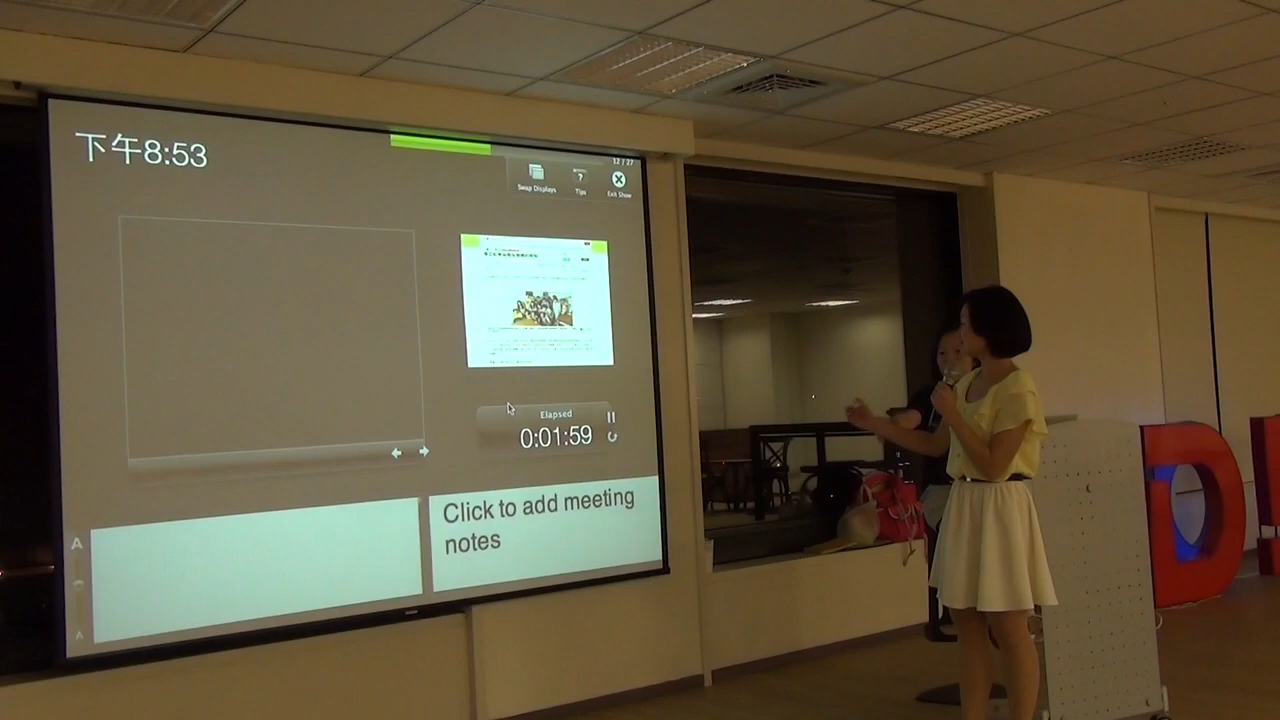 下午8:53
12 / 27
Swap Displays
?
Tips
Exit Show
Elapsed
0:01:59
Click to add meeting
notes
A
A
D